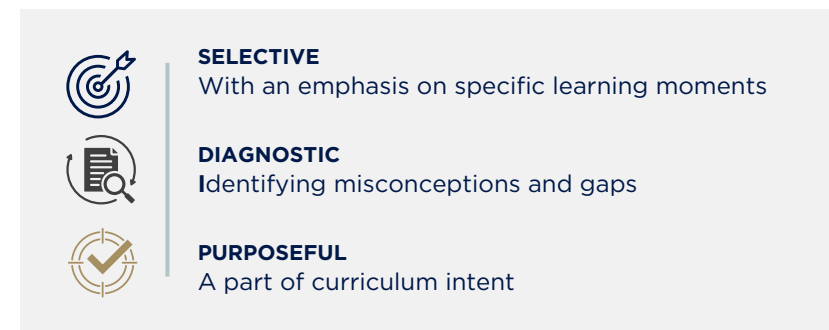 SELECTIVE
With an emphasis on specific learning moments
DIAGNOSTIC
Identifying misconceptions and gaps
PURPOSEFUL
A part of curriculum intent